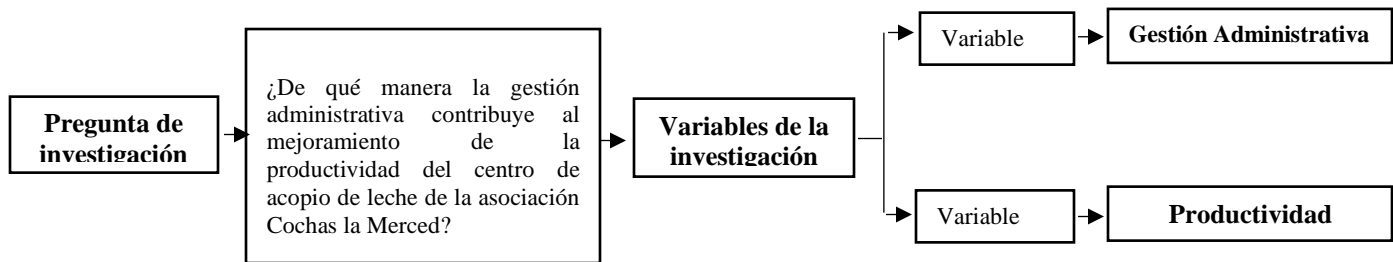 Pregunta de
investigación
¿De qué manera la gestión
administrativa contribuye al
mejoramiento de la
productividad del centro de
acopio de leche de la asociación
Cochas la Merced?
Variables de la
investigación
Variable
Gestión Administrativa
Variable
Productividad